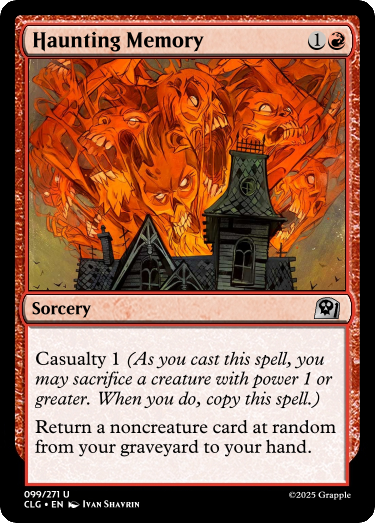 Haunting Memory 1
Sorcery
Casualty 1 (As you cast this spell, you
may sacrifice a creature with power 1 or
greater. When you do, copy this spell.)
Return a noncreature card at random
from your graveyard to your hand.
099/271 U
CLG • EN Ivan Shavrin
©2025 Grapple